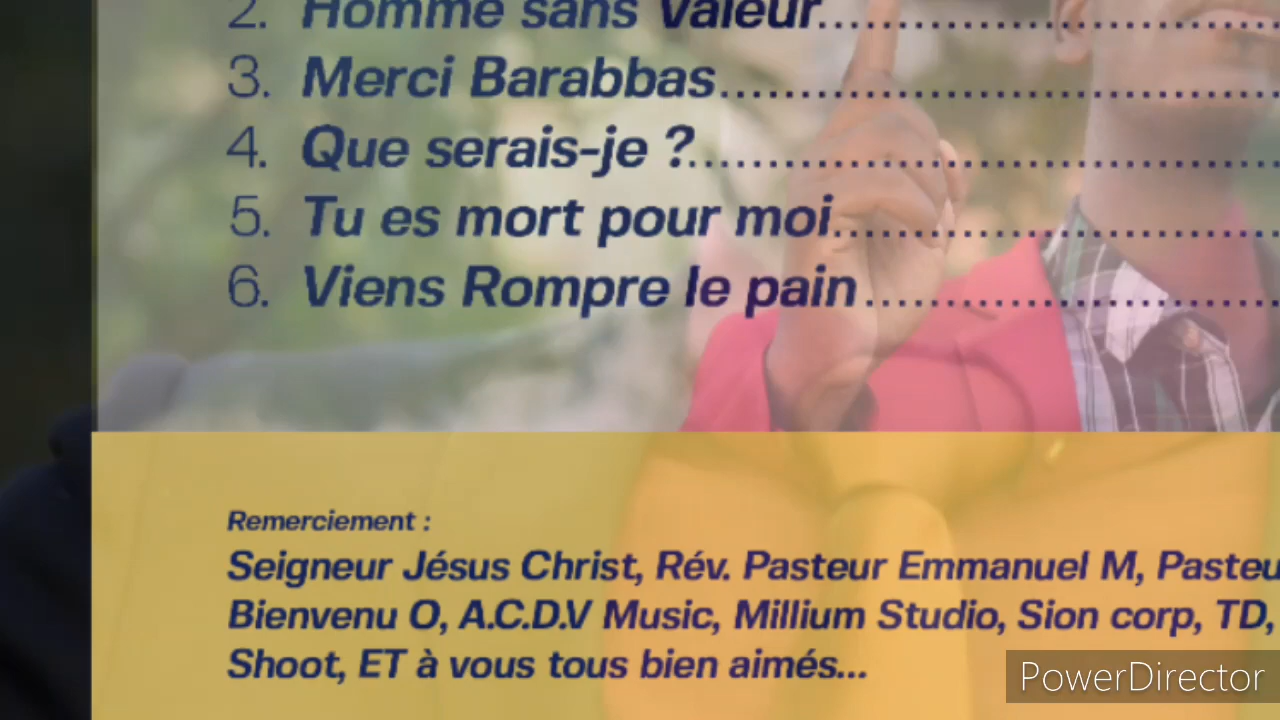 2. Homme sans valeur....................
3. Merci Barabbas.........................
4. Que serais-je ?...........................
5. Tu es mort pour moi....................
6. Viens Rompre le pain..................
Remerciement :
Seigneur Jésus Christ, Rév. Pasteur Emmanuel M, Pasteu
Bienvenu O, A.C.D.V Music, Millium Studio, Sion corp, TD,
Shoot, ET à vous tous bien aimés...
PowerDirector